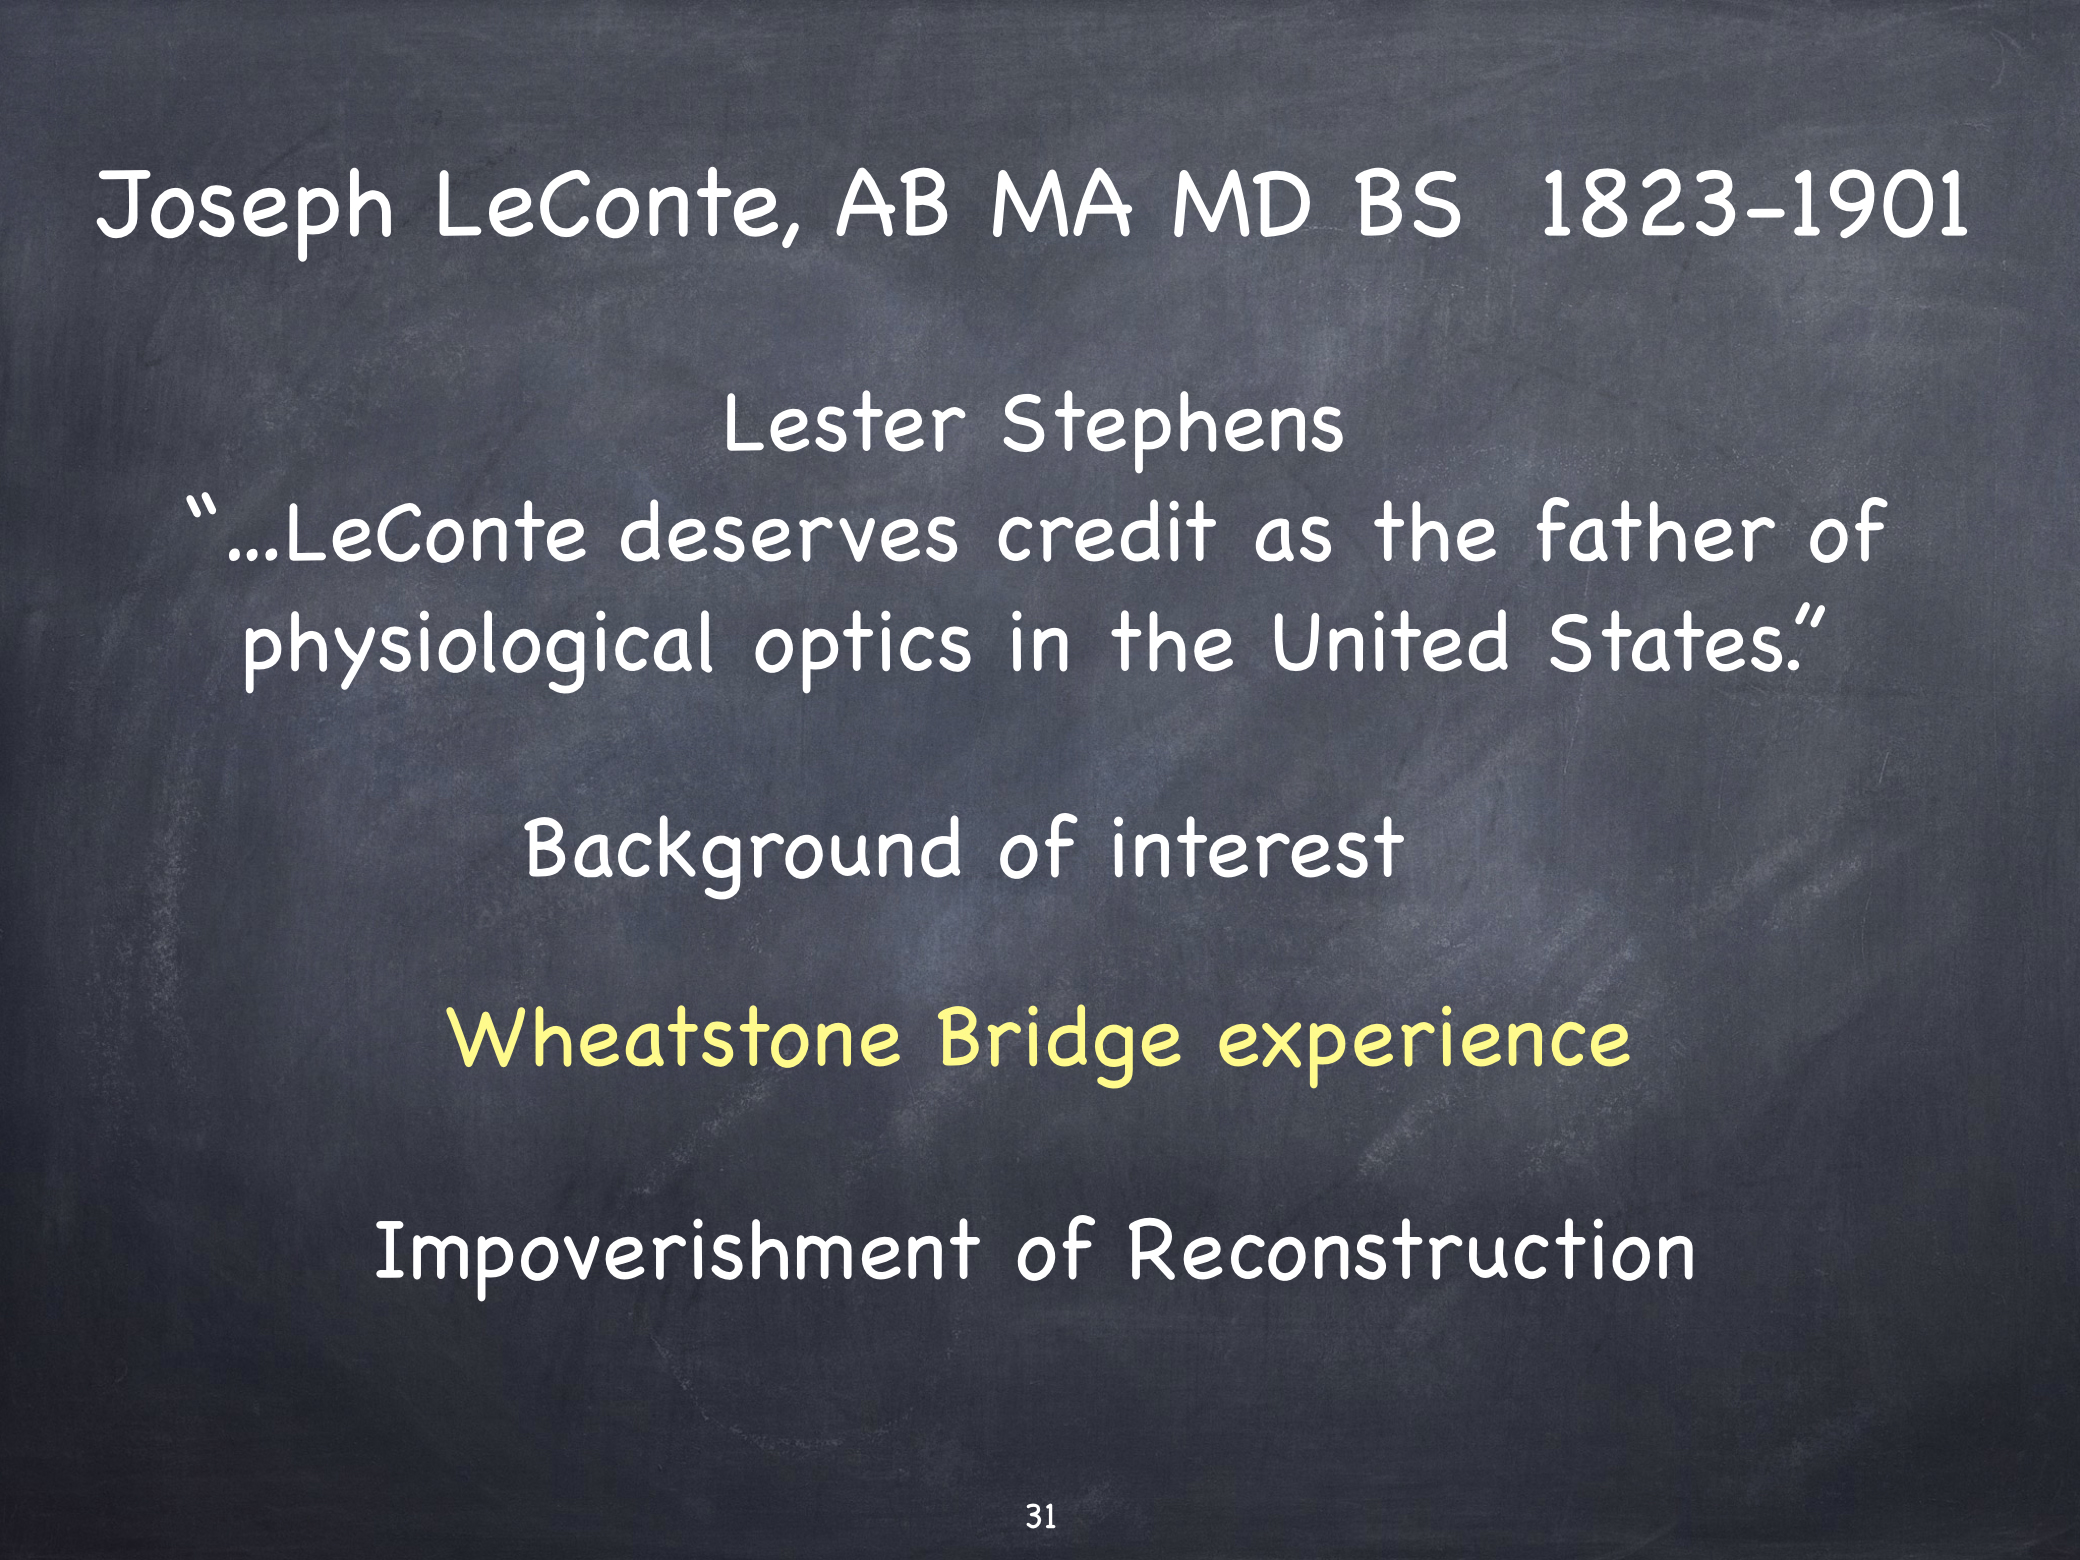 Joseph LeConte, AB MA MD BS 1823-1901
Lester Stephens
“...LeConte deserves credit as the father of
physiological optics in the United States.”
Background of interest
Wheatstone Bridge experience
Impoverishment of Reconstruction
31